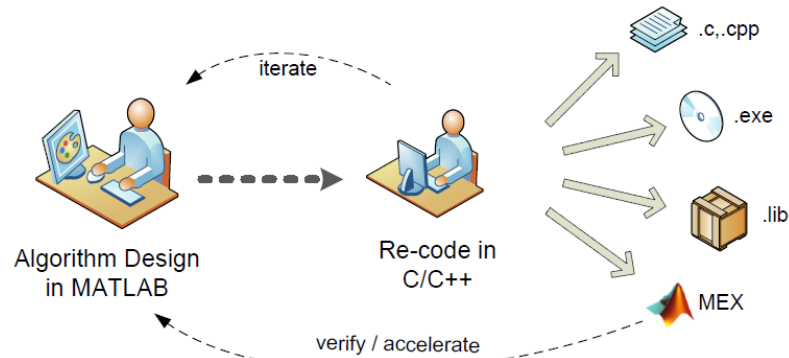 .c,.cpp
iterate
.exe
Algorithm Design
in MATLAB
Re-code in
C/C++
.lib
MEX
verify / accelerate